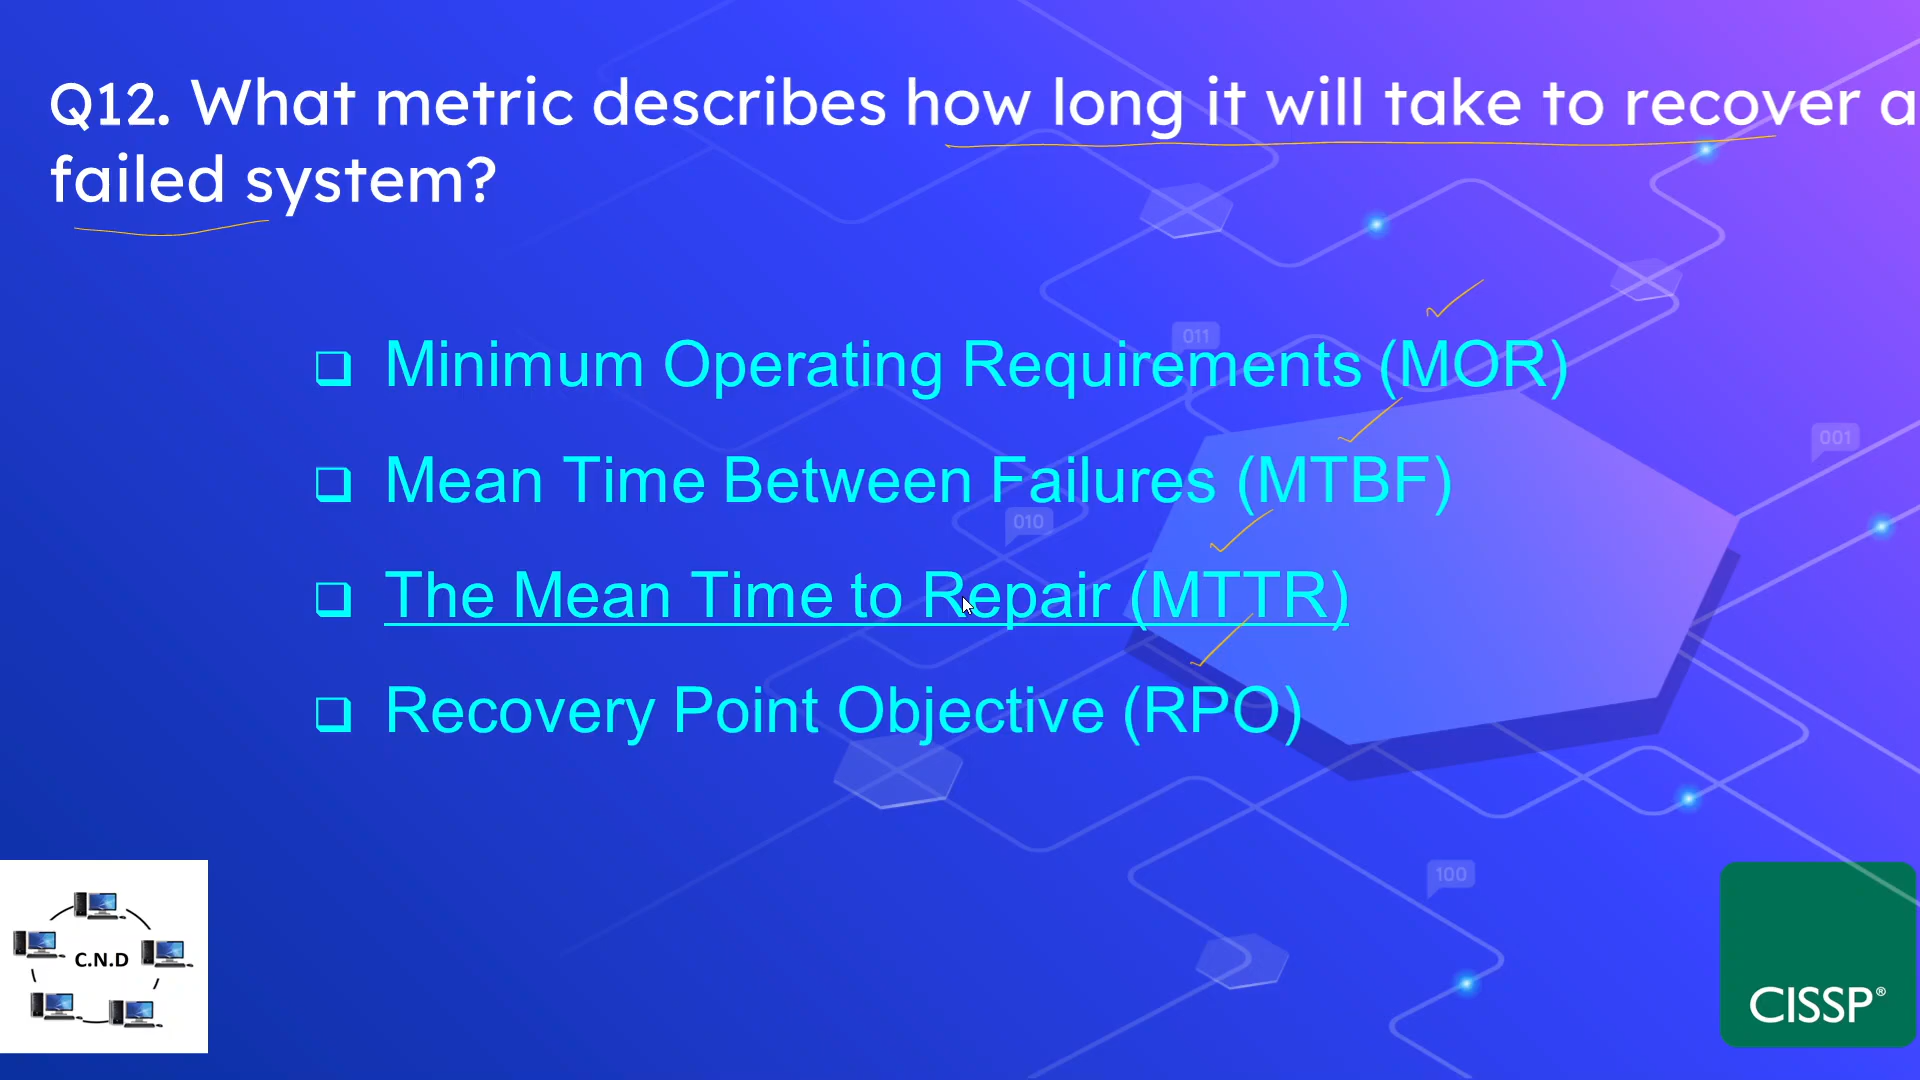 Q12. What metric describes how long it will take to recover a
failed system?
011
Minimum Operating Requirements (MOR)
001
Mean Time Between Failures (MTBF)
010
The Mean Time to Repair (MTTR)
Recovery Point Objective (RPO)
100
C.N.D
CISSP®